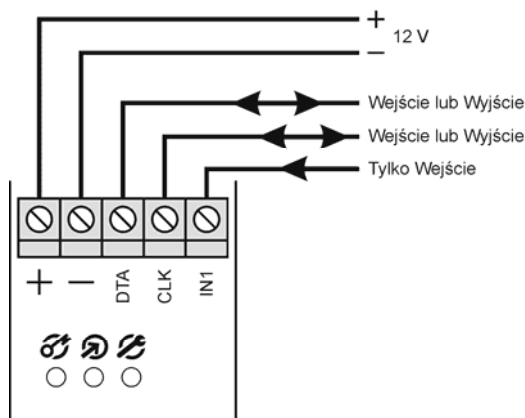 +
12 V
−
Wejście lub Wyjście
Wejście lub Wyjście
Tylko Wejście
+ − DTA CLK IN1